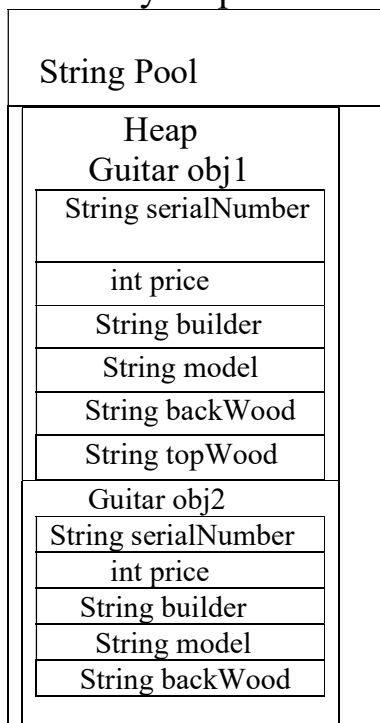 String Pool
Heap
Guitar obj1
String serialNumber
int price
String builder
String model
String backWood
String topWood
Guitar obj2
String serialNumber
int price
String builder
String model
String backWood